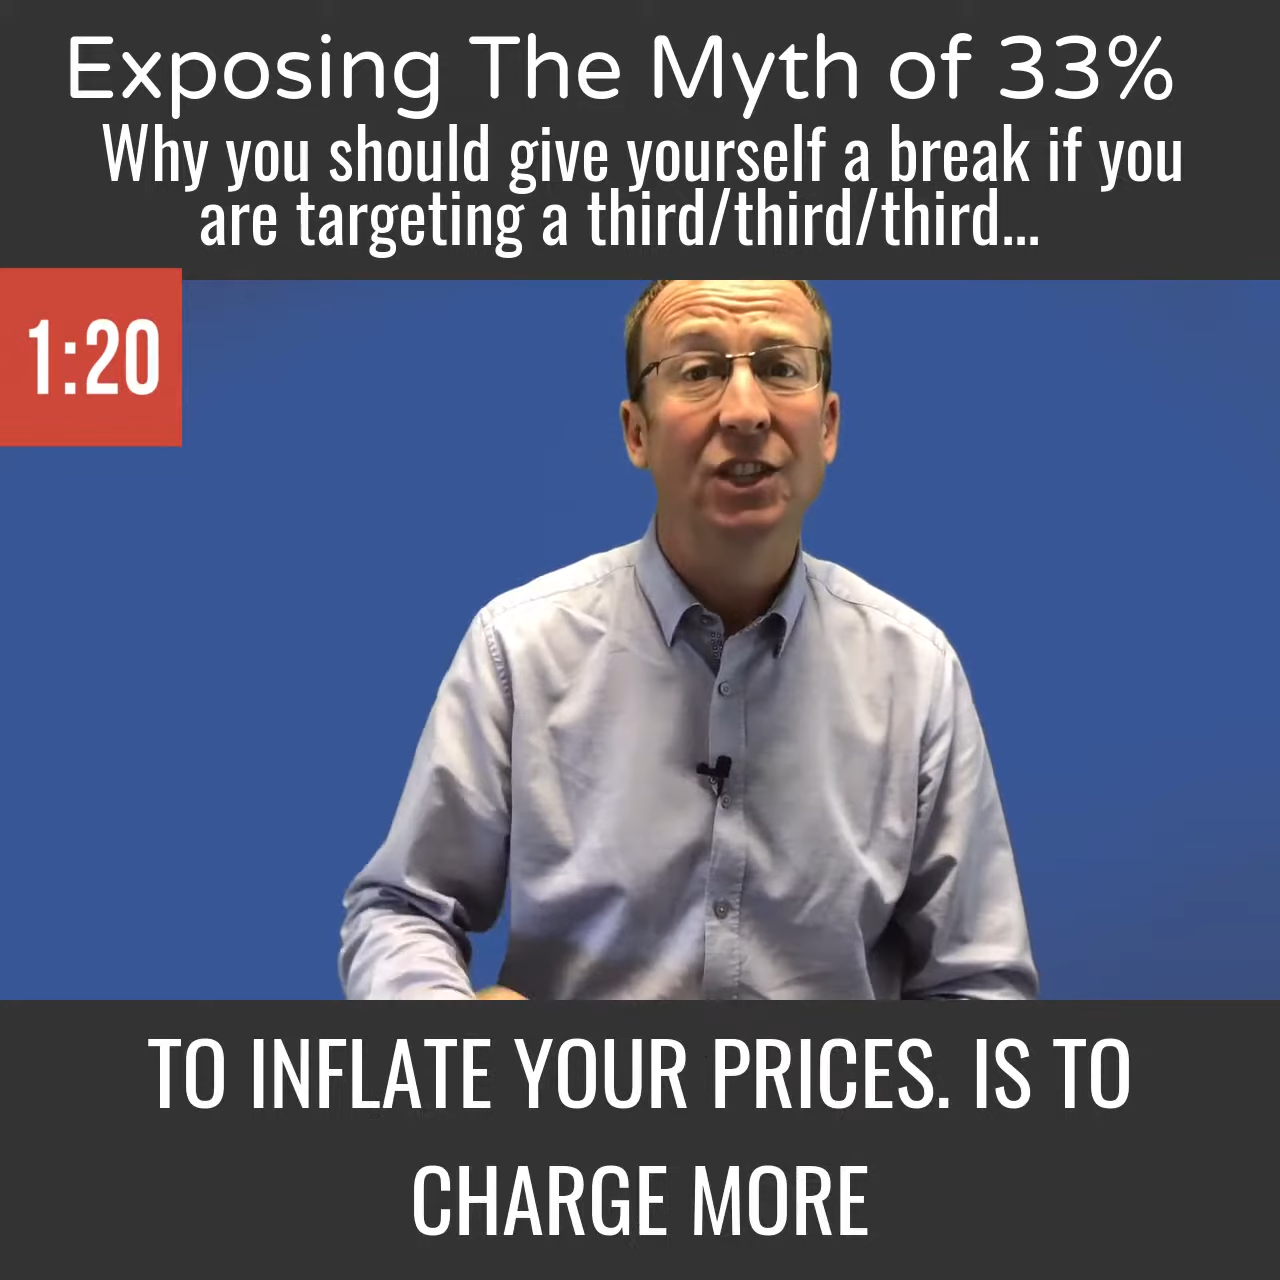 Exposing The Myth of 33%
Why you should give yourself a break if you
are targeting a third/third/third...
1:20
TO INFLATE YOUR PRICES. IS TO
CHARGE MORE